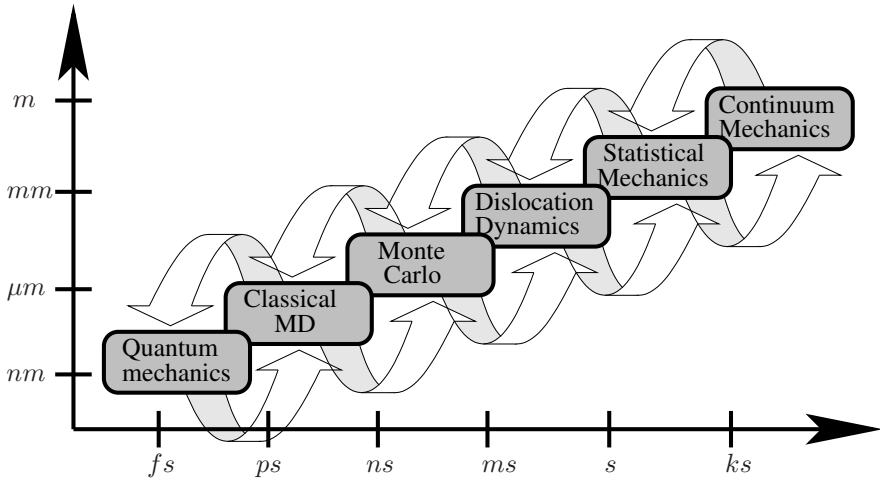 m
Continuum
Mechanics
Statistical
Mechanics
mm
Dislocation
Dynamics
Monte
Carlo
μm
Classical
MD
Quantum
mechanics
nm
fs
ps
ns
ms
s
ks